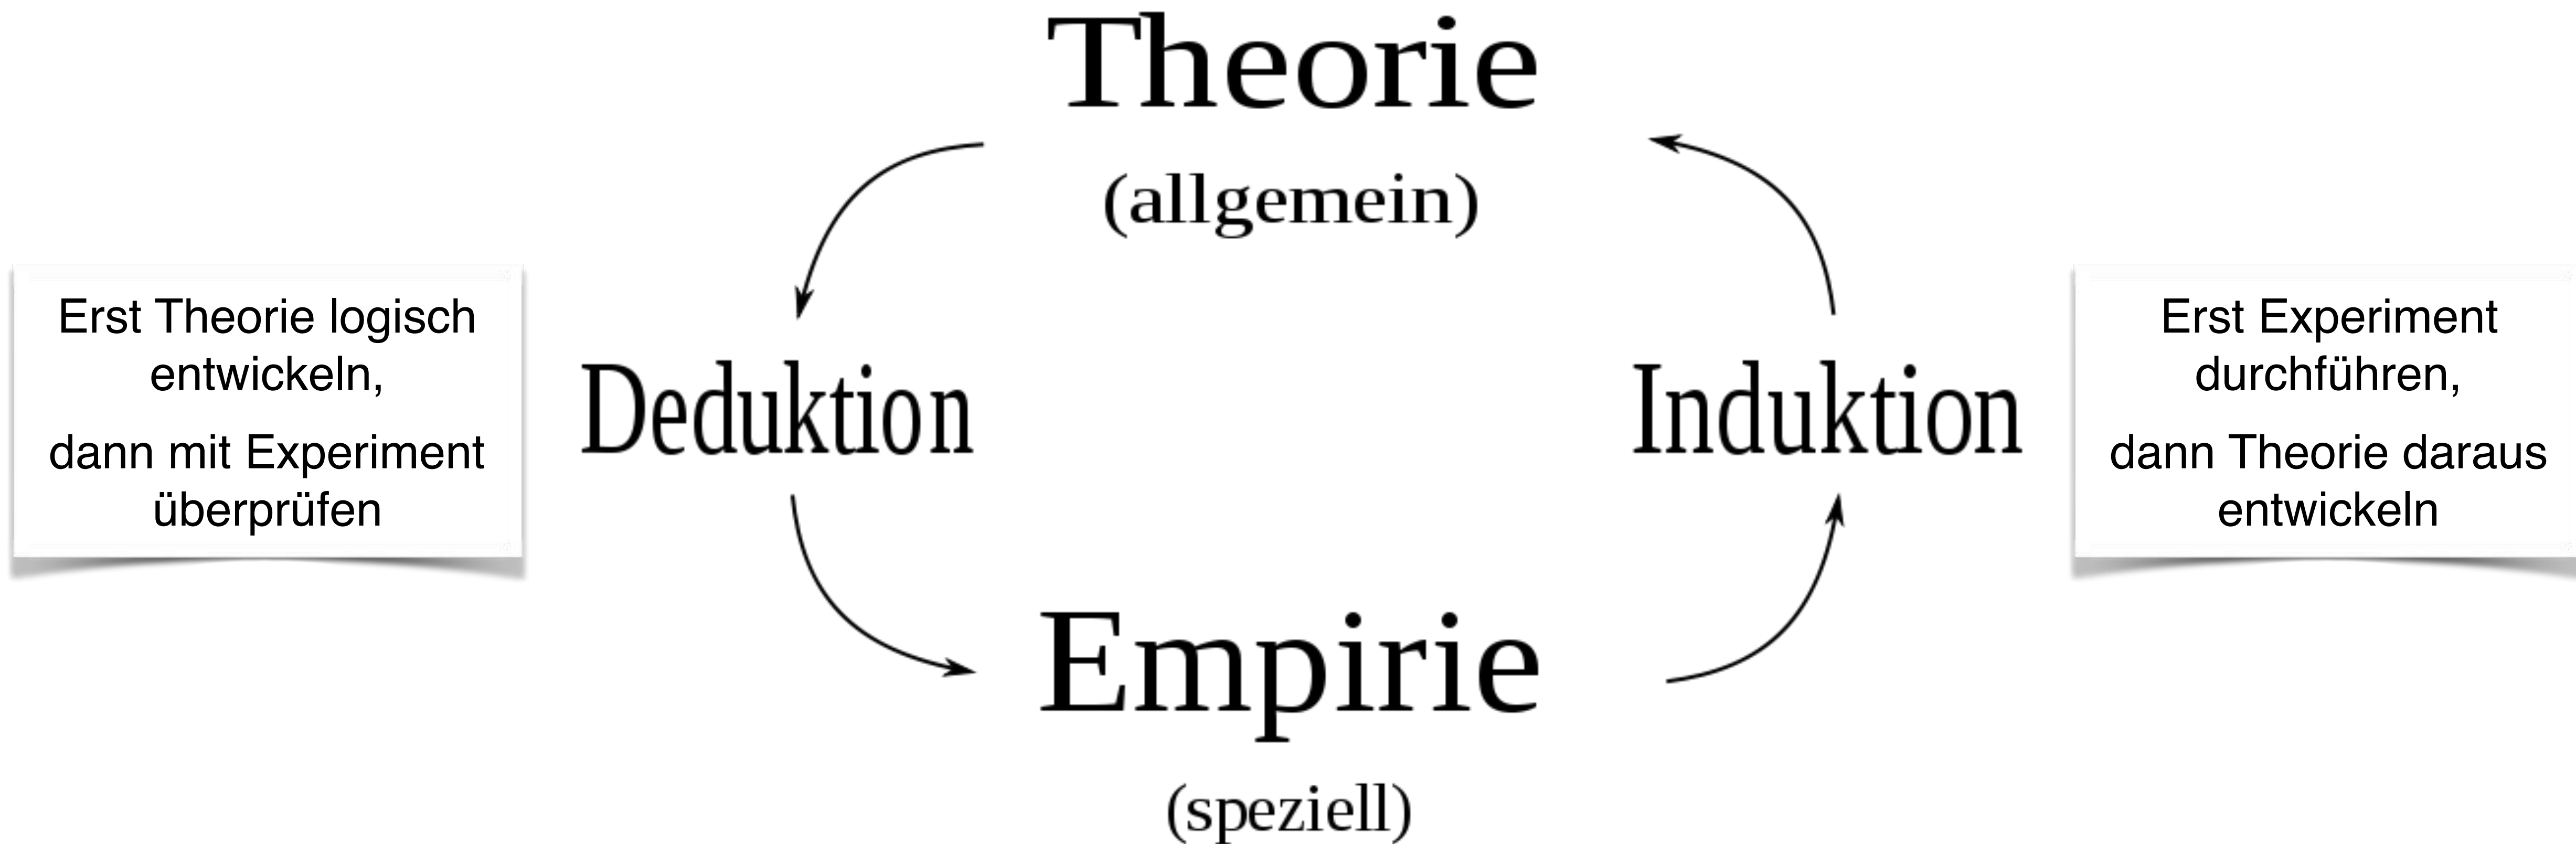 Theorie
(allgemein)
Erst Theorie logisch
entwickeln,
dann mit Experiment
überprüfen
Deduktion
Induktion
Erst Experiment
durchführen,
dann Theorie daraus
entwickeln
Empirie
(speziell)